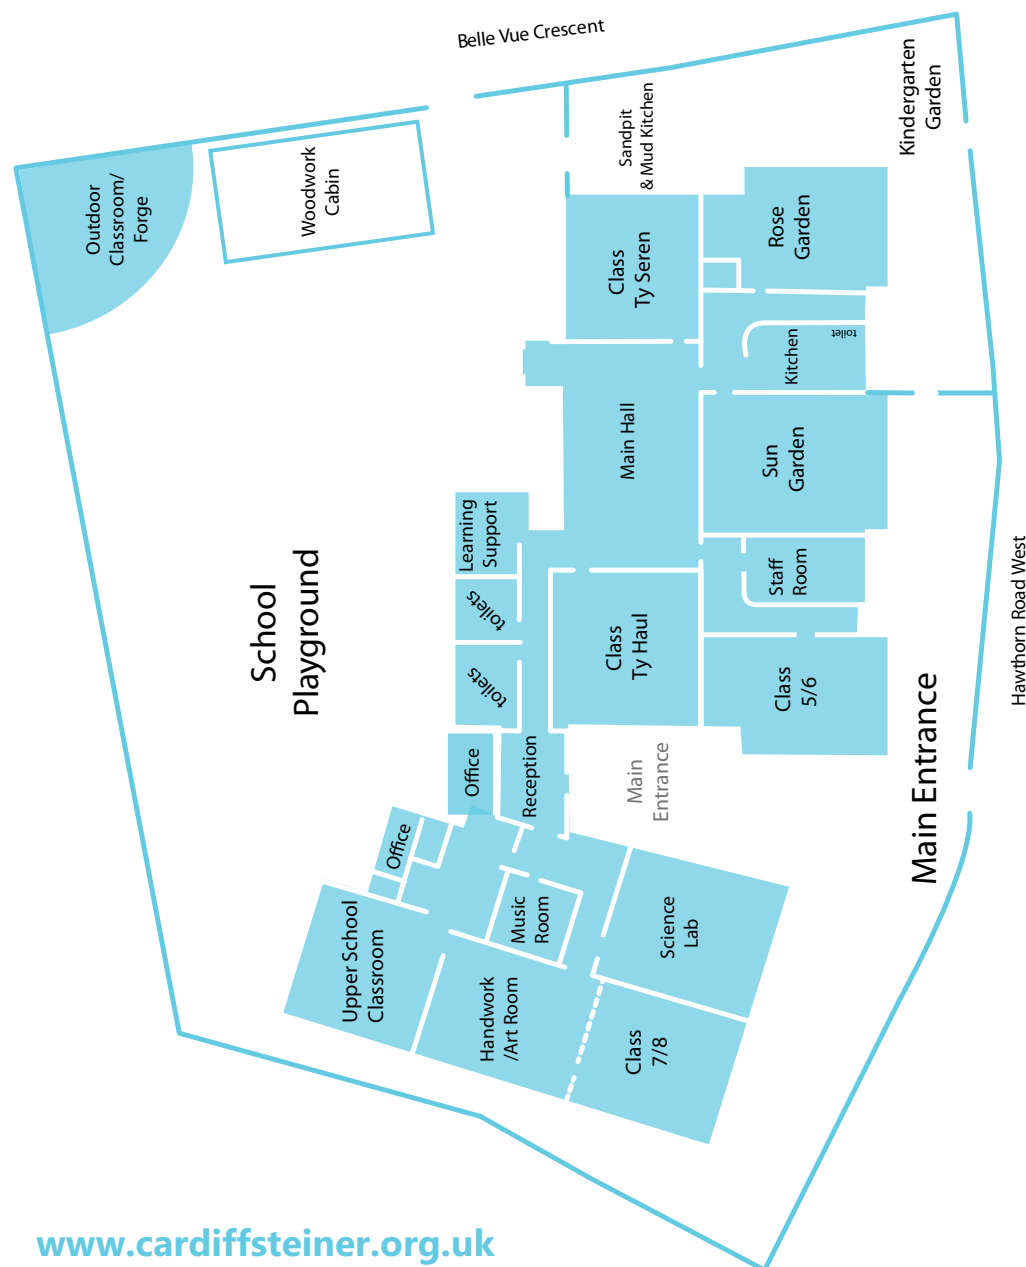 Belle Vue Crescent
Kindergarten
Garden
Sandpit
& Mud Kitchen
Woodwork
Cabin
Outdoor
Classroom/
Forge
Rose
Garden
Class
Ty Seren
toilet
Kitchen
Main Hall
Sun
Garden
Learning
Support
Staff
Room
toilets
School
Playground
Class
Ty Haul
toilets
Class
5/6
Hawthorn Road West
Main Entrance
Office
Reception
Main
Entrance
Office
Music
Room
Science
Lab
Upper School
Classroom
Handwork
/Art Room
Class
7/8
www.cardiffsteiner.org.uk